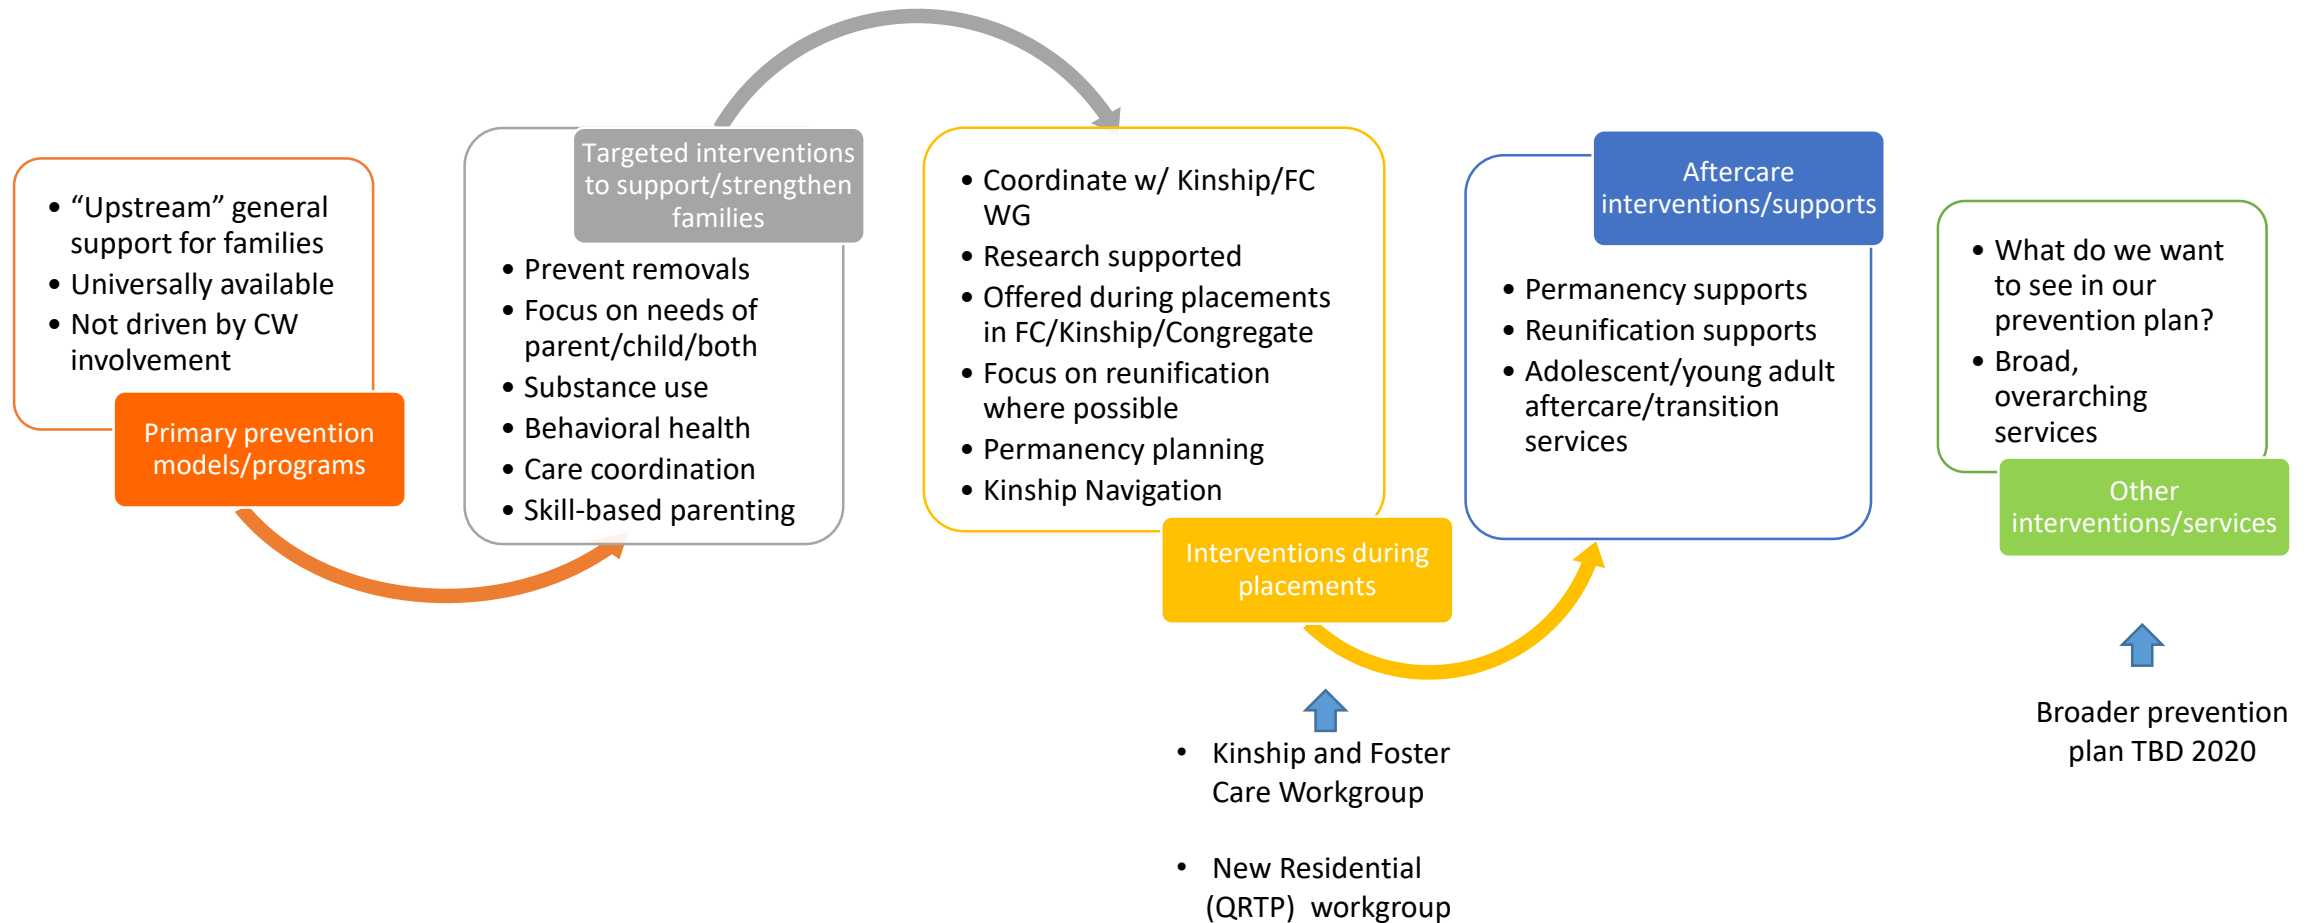 • “Upstream” general
support for families
• Universally available
• Not driven by CW
involvement
Primary prevention
models/programs
Targeted interventions
to support/strengthen
families
• Prevent removals
• Focus on needs of
parent/child/both
• Substance use
• Behavioral health
• Care coordination
• Skill-based parenting
• Coordinate w/ Kinship/FC
WG
• Research supported
• Offered during placements
in FC/Kinship/Congregate
• Focus on reunification
where possible
• Permanency planning
• Kinship Navigation
Interventions during
placements
• Kinship and Foster
Care Workgroup
• New Residential
(QRTP) workgroup
Aftercare
interventions/supports
• Permanency supports
• Reunification supports
• Adolescent/young adult
aftercare/transition
services
• What do we want
to see in our
prevention plan?
• Broad,
overarching
services
Other
interventions/services
Broader prevention
plan TBD 2020